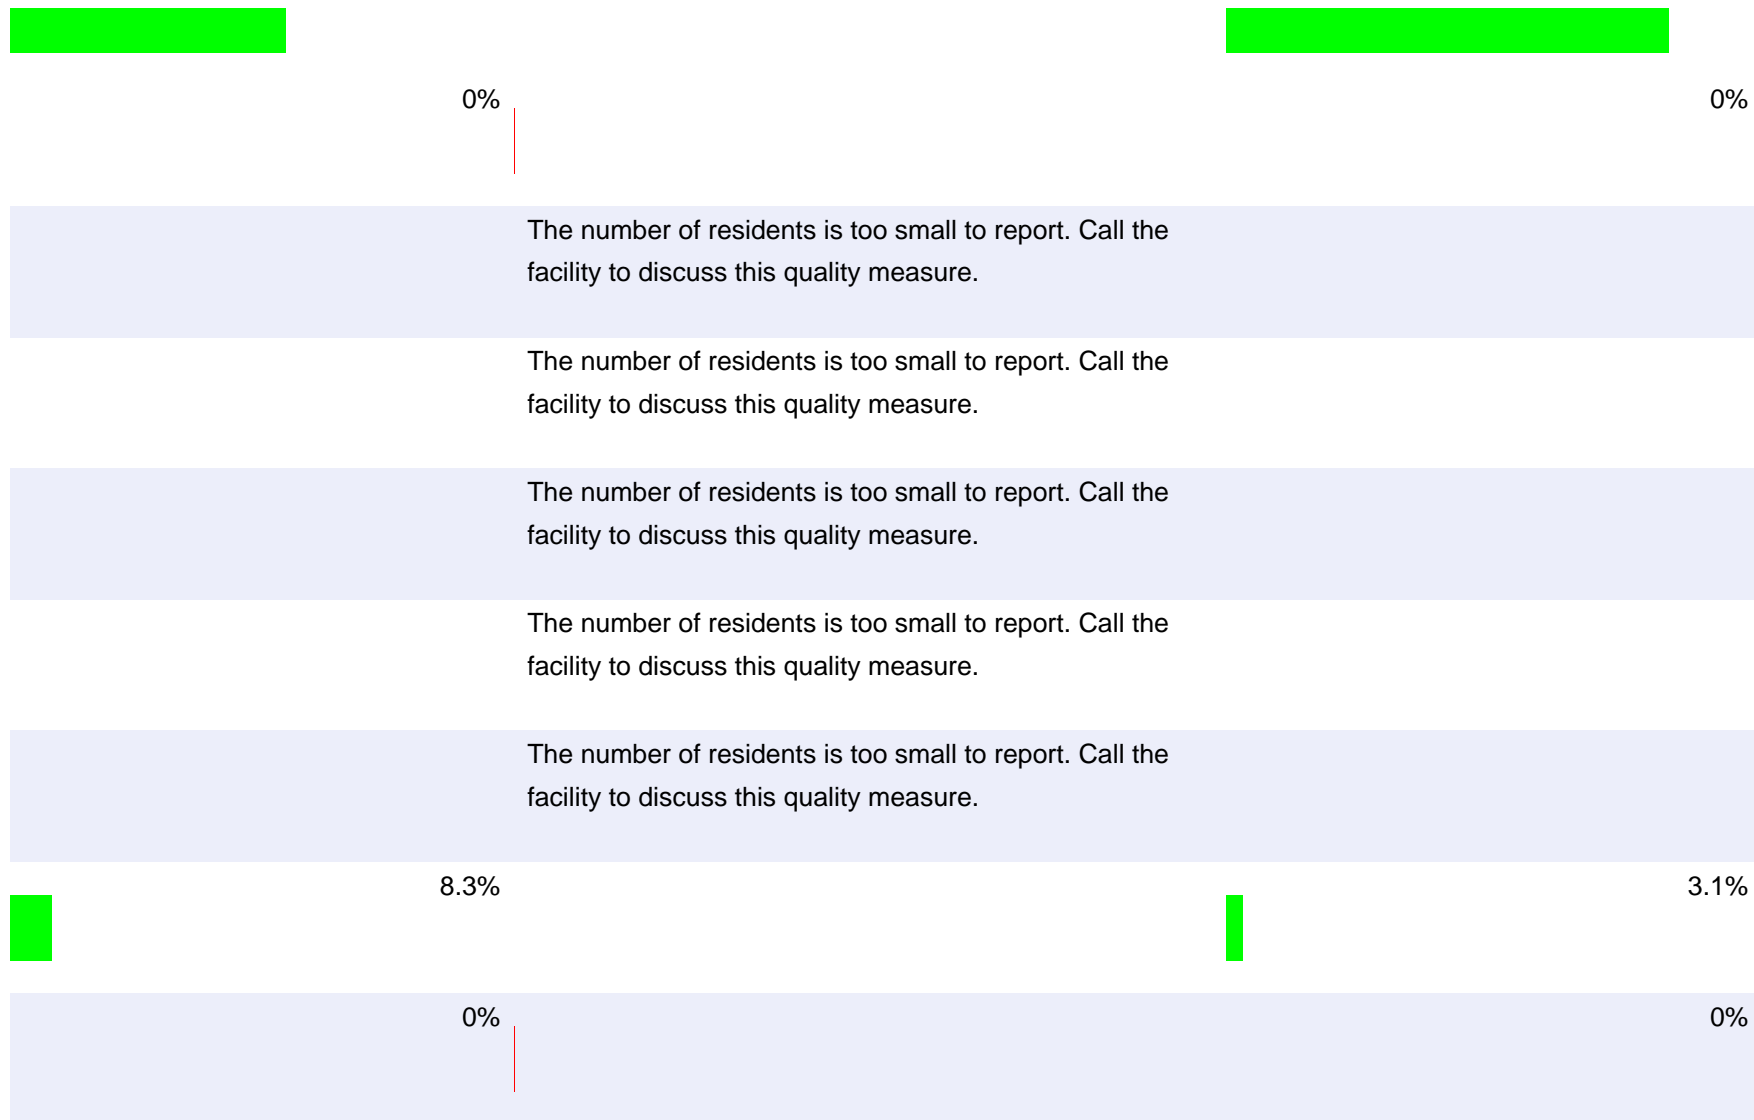 0% 0%
The number of residents is too small to report. Call the
facility to discuss this quality measure.
The number of residents is too small to report. Call the
facility to discuss this quality measure.
The number of residents is too small to report. Call the
facility to discuss this quality measure.
The number of residents is too small to report. Call the
facility to discuss this quality measure.
The number of residents is too small to report. Call the
facility to discuss this quality measure.
8.3% 3.1%
0% 0%